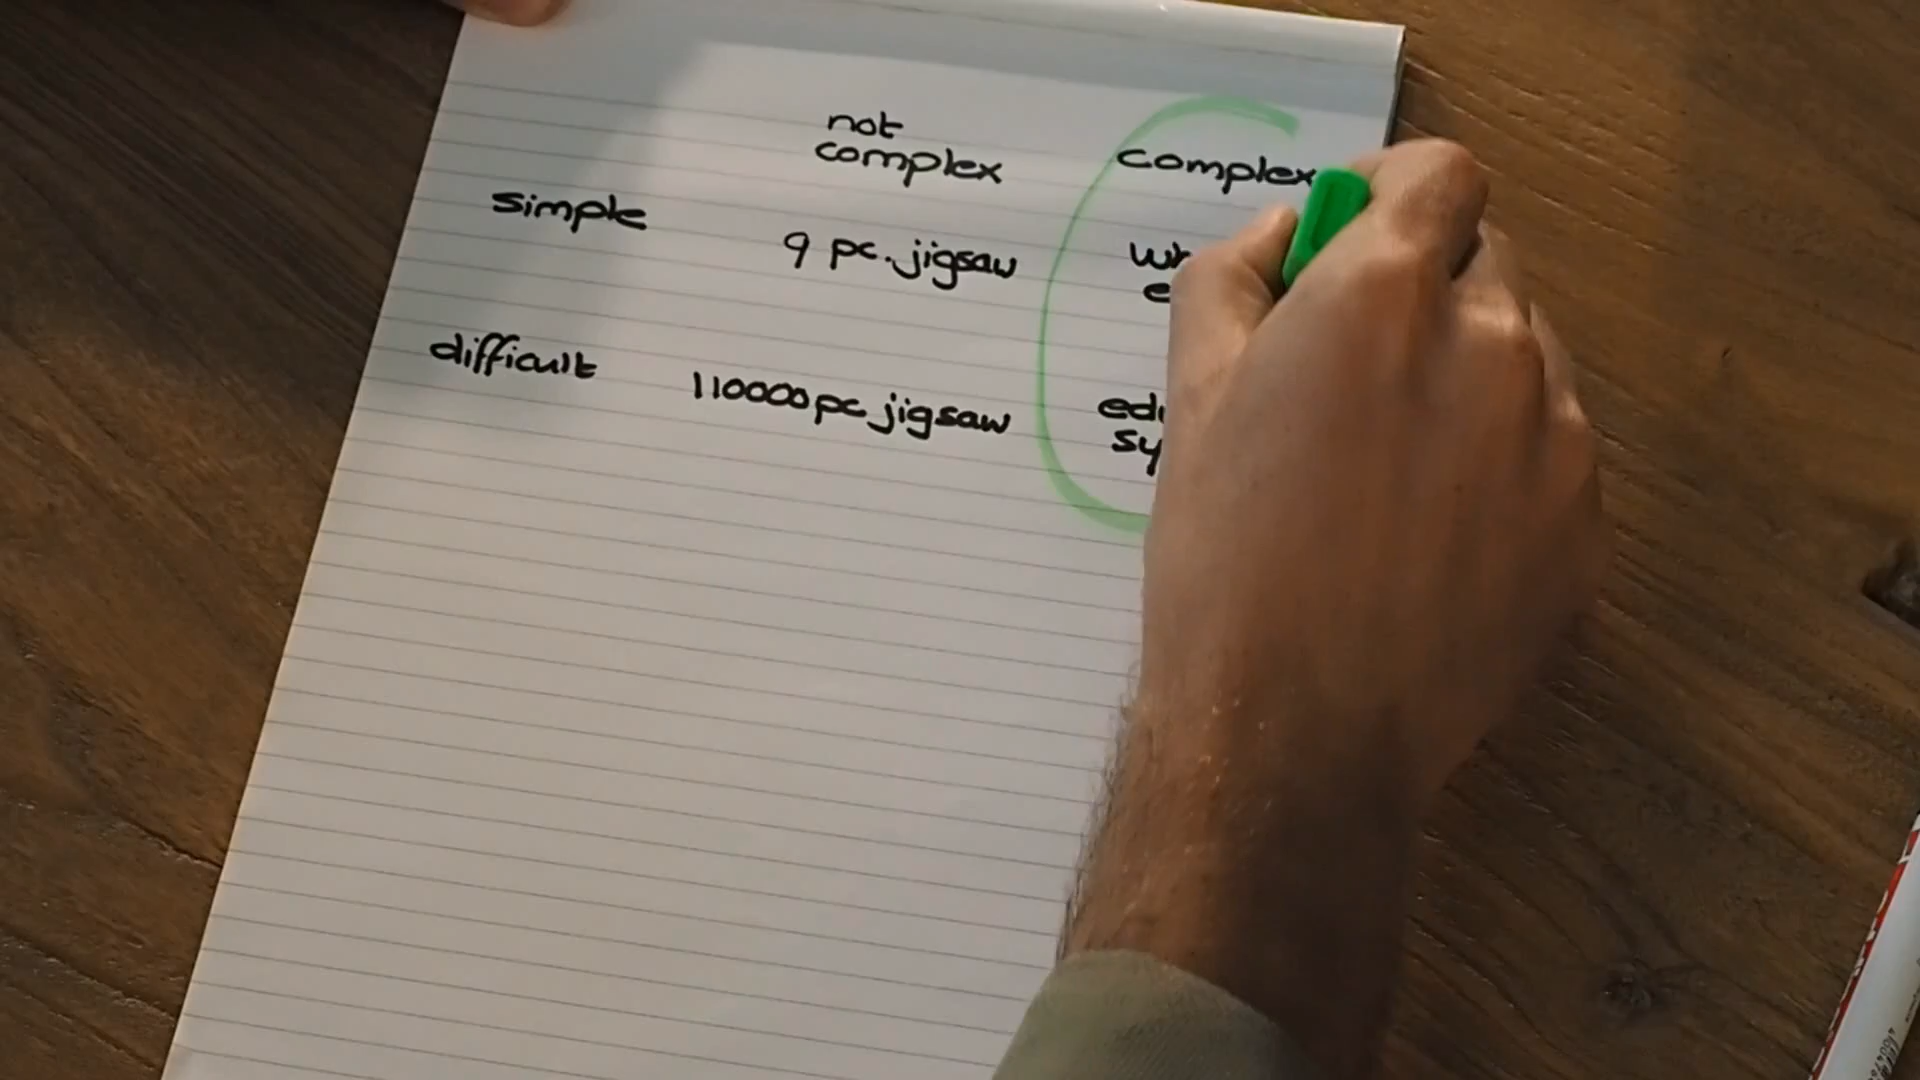 not
complex
complex
simple
9 pc. jigsaw
difficult
110000 pc jigsaw